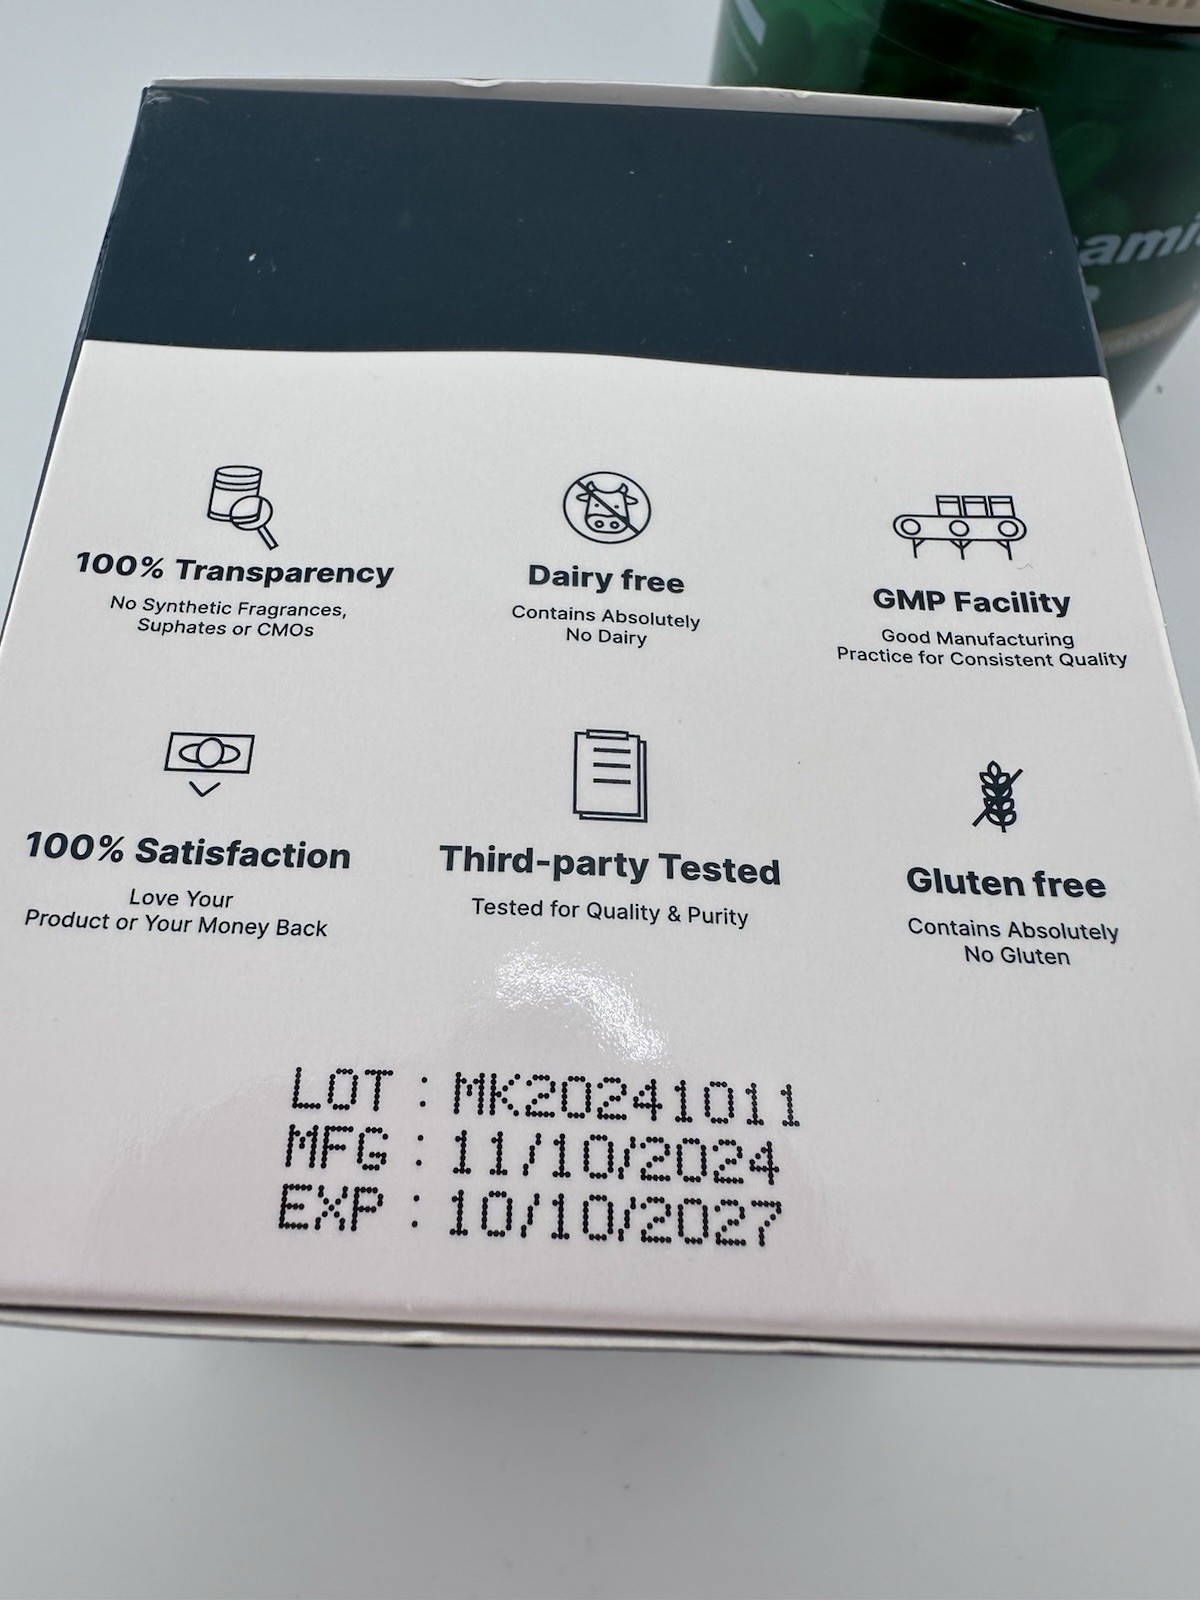 100% Transparency
No Synthetic Fragrances,
Suphates or CMOs
Dairy free
Contains Absolutely
No Dairy
GMP Facility
Good Manufacturing
Practice for Consistent Quality
100% Satisfaction
Love Your
Product or Your Money Back
Third-party Tested
Tested for Quality & Purity
Gluten free
Contains Absolutely
No Gluten
LOT : MK20241011
MFG : 11/10/2024
EXP : 10/10/2027